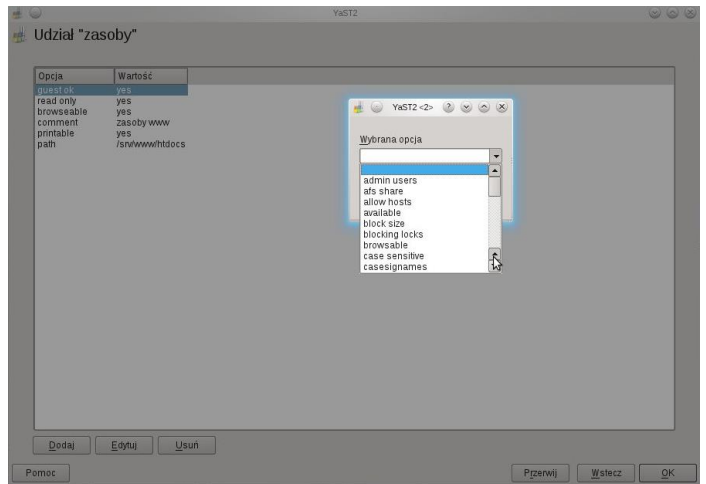 YaST2
Udział "zasoby"
Opcja Wartość
guest ok yes
read only yes
browseable yes
comment zasoby www
printable yes
path /srv/www/htdocs
YaST2 <2>
Wybrana opcja
admin users
afs share
allow hosts
available
block size
blocking locks
browsable
case sensitive
casesignames
Dodaj Edytuj Usuń
Pomoc Przerwij Wstecz OK